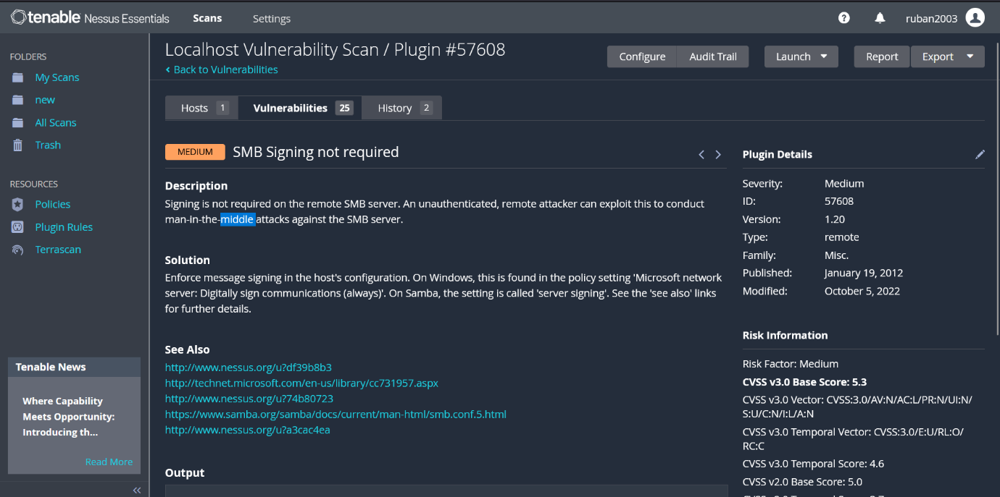 tenable Nessus Essentials Scans Settings ruban2003
FOLDERS
My Scans
new
All Scans
Trash
RESOURCES
Policies
Plugin Rules
Terrascan
Tenable News
Where Capability
Meets Opportunity:
Introducing th...
Read More
Localhost Vulnerability Scan / Plugin #57608
Back to Vulnerabilities
Configure Audit Trail Launch Report Export
Hosts 1 Vulnerabilities 25 History 2
MEDIUM SMB Signing not required
Description
Signing is not required on the remote SMB server. An unauthenticated, remote attacker can exploit this to conduct
man-in-the-middle attacks against the SMB server.
Solution
Enforce message signing in the host's configuration. On Windows, this is found in the policy setting 'Microsoft network
server: Digitally sign communications (always)'. On Samba, the setting is called 'server signing'. See the 'see also' links
for further details.
See Also
http://www.nessus.org/u?df39b8b3
http://technet.microsoft.com/en-us/library/cc731957.aspx
http://www.nessus.org/u?74b80723
https://www.samba.org/samba/docs/current/man-html/smb.conf.5.html
http://www.nessus.org/u?a3cac4ea
Output
Plugin Details
Severity: Medium
ID: 57608
Version: 1.20
Type: remote
Family: Misc.
Published: January 19, 2012
Modified: October 5, 2022
Risk Information
Risk Factor: Medium
CVSS v3.0 Base Score: 5.3
CVSS v3.0 Vector: CVSS:3.0/AV:N/AC:L/PR:N/UI:N/
S:U/C:N/I:L/A:N
CVSS v3.0 Temporal Vector: CVSS:3.0/E:U/RL:O/
RC:C
CVSS v3.0 Temporal Score: 4.6
CVSS v2.0 Base Score: 5.0